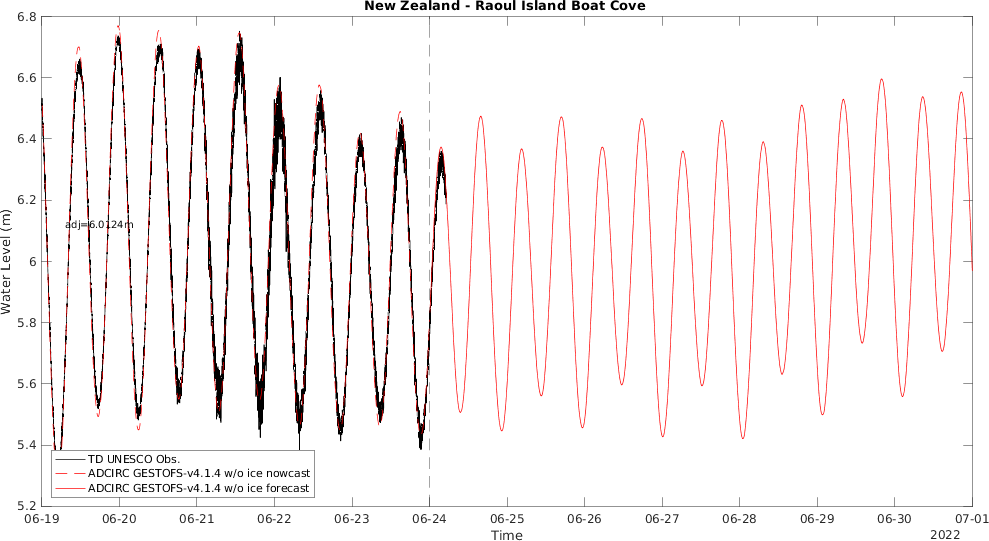 New Zealand - Raoul Island Boat Cove
6.8
6.6
6.4
6.2
6
5.8
5.6
5.4
5.2
Water Level (m)
adj=6.0124m
TD UNESCO Obs.
ADCIRC GESTOFS-v4.1.4 w/o ice nowcast
ADCIRC GESTOFS-v4.1.4 w/o ice forecast
06-19 06-20 06-21 06-22 06-23 06-24 06-25 06-26 06-27 06-28 06-29 06-30 07-01
Time
2022